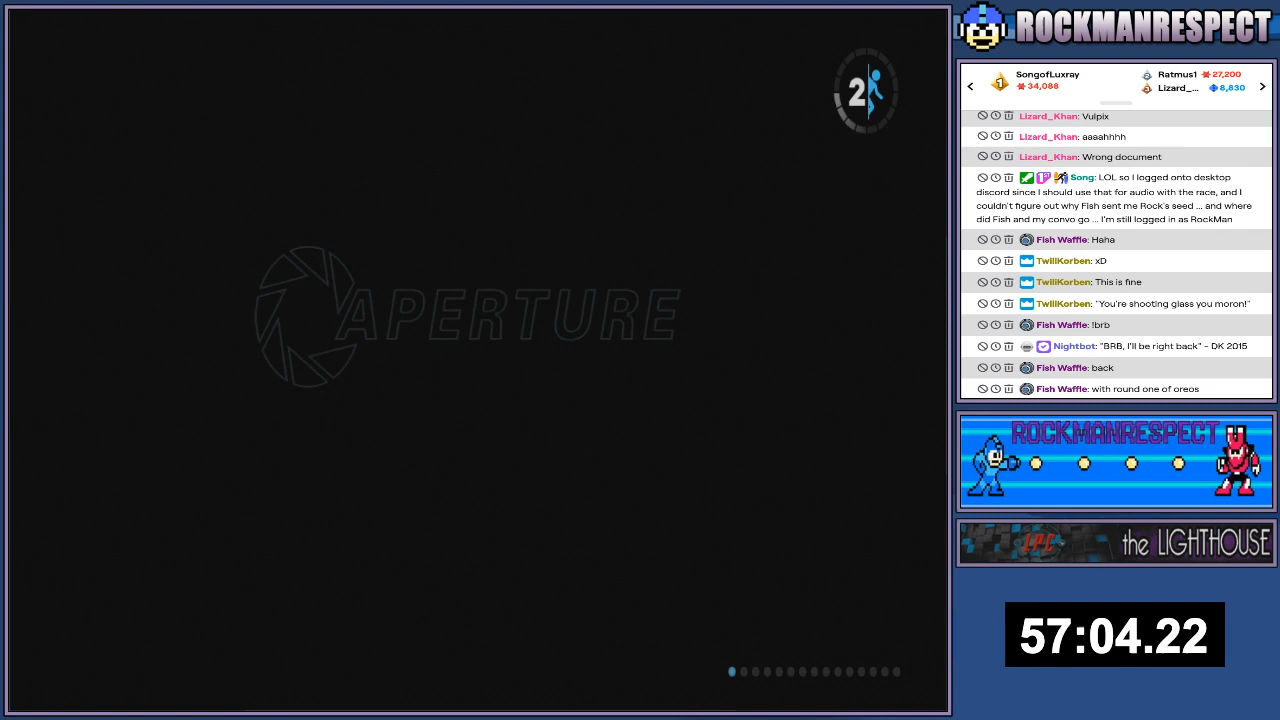 ROCKMANRESPECT
SongofLuxray
34,086
Ratmus1 27,200
Lizard_... 8,830
Lizard_Khan: Vulpix
Lizard_Khan: aaaahhhh
Lizard_Khan: Wrong document
Song: LOL so I logged onto desktop
discord since I should use that for audio with the race, and I
couldn't figure out why Fish sent me Rock's seed ... and where
did Fish and my convo go ... I'm still logged in as RockMan
Fish Waffle: Haha
TwiliKorben: xD
TwiliKorben: This is fine
TwiliKorben: "You're shooting glass you moron!"
Fish Waffle: !brb
Nightbot: "BRB, I'll be right back" - DK 2015
Fish Waffle: back
Fish Waffle: with round one of oreos
2
APERTURE
ROCKMANRESPECT
LPC the LIGHTHOUSE
57:04.22